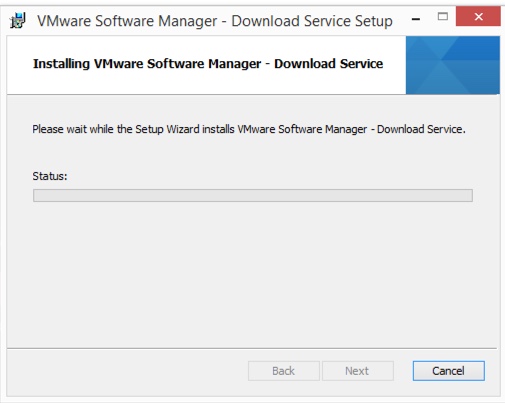 VMware Software Manager - Download Service Setup
Installing VMware Software Manager - Download Service
Please wait while the Setup Wizard installs VMware Software Manager - Download Service.
Status:
Back Next Cancel